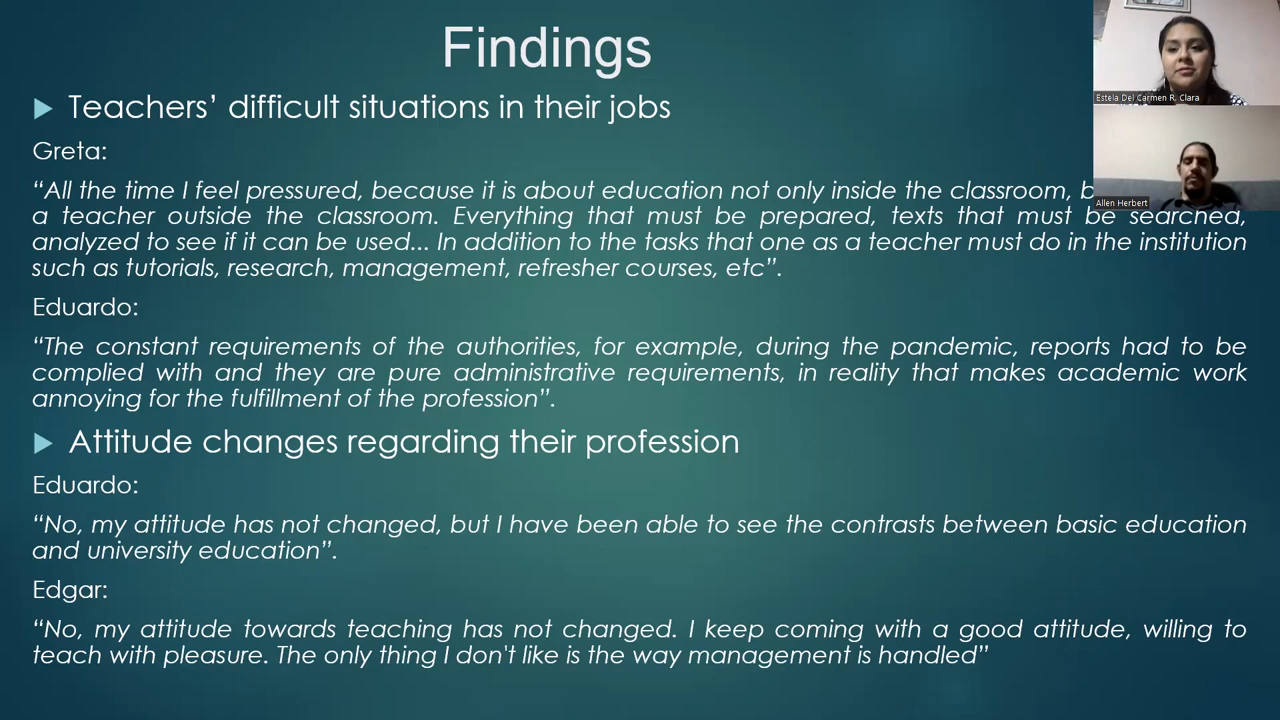 Findings
Teachers’ difficult situations in their jobs
Greta:
“All the time I feel pressured, because it is about education not only inside the classroom,
a teacher outside the classroom. Everything that must be prepared, texts that must be searched,
analyzed to see if it can be used... In addition to the tasks that one as a teacher must do in the institution
such as tutorials, research, management, refresher courses, etc”.
Eduardo:
“The constant requirements of the authorities, for example, during the pandemic, reports had to be
complied with and they are pure administrative requirements, in reality that makes academic work
annoying for the fulfillment of the profession”.
Attitude changes regarding their profession
Eduardo:
“No, my attitude has not changed, but I have been able to see the contrasts between basic education
and university education”.
Edgar:
“No, my attitude towards teaching has not changed. I keep coming with a good attitude, willing to
teach with pleasure. The only thing I don't like is the way management is handled”
Estela Del Carmen R. Clara
Allen Herbert